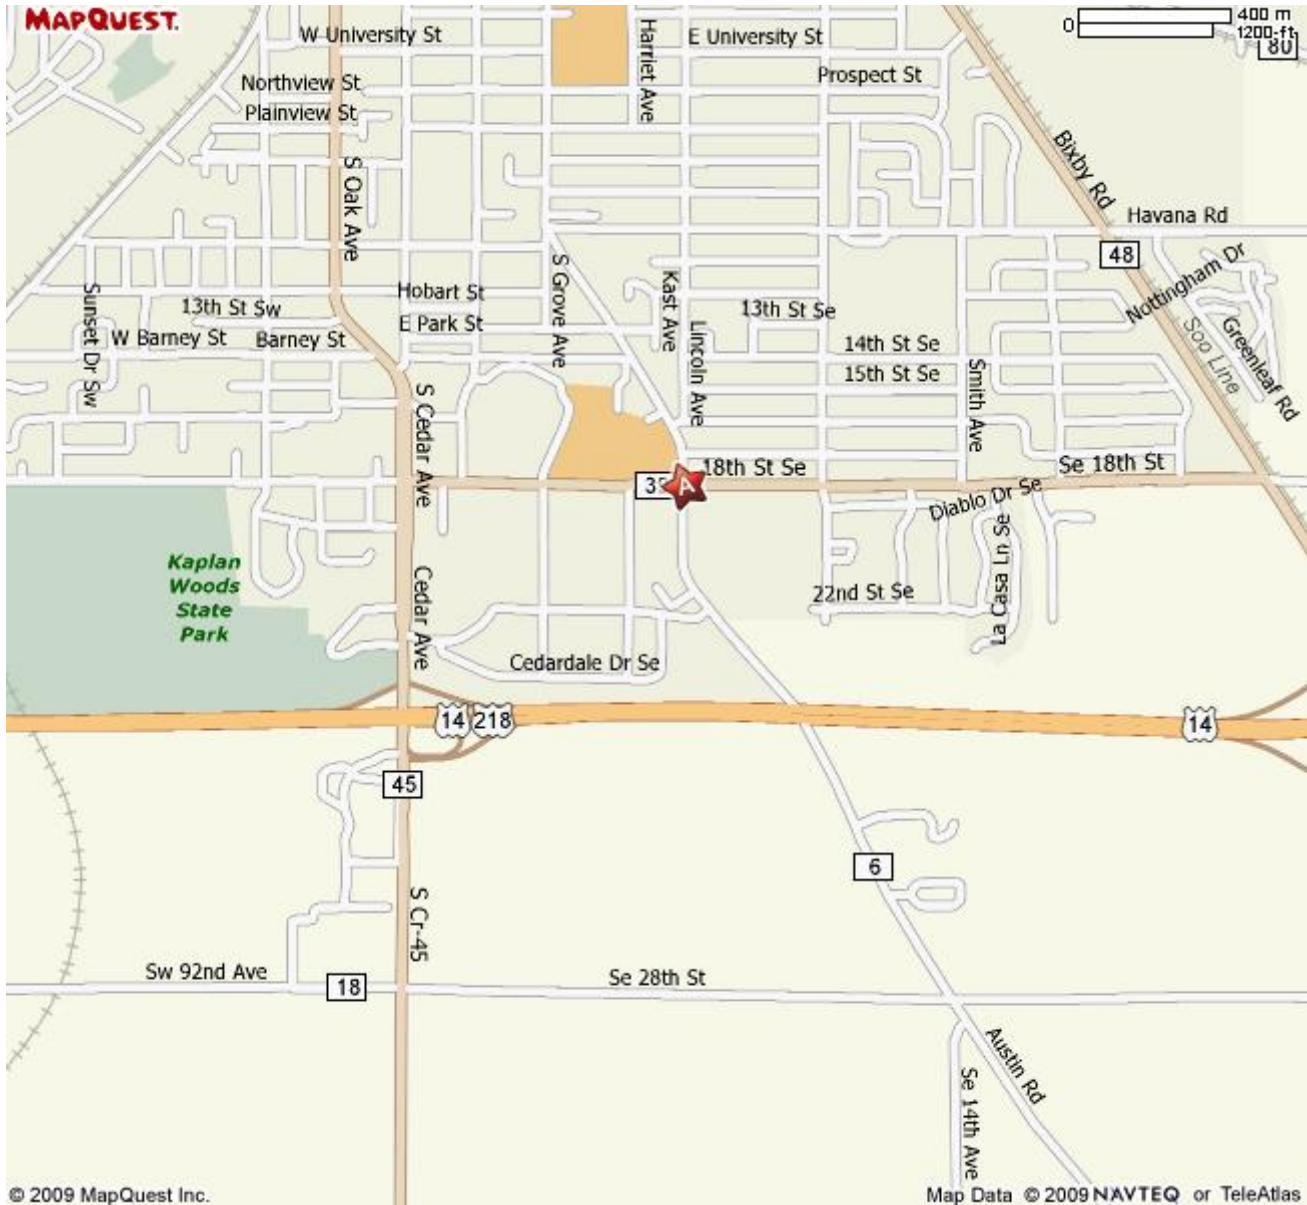 MAPQUEST.
0
400 m
1200-ft
80
W University St
E University St
Harriet Ave
Northview St
Prospect St
Plainview St
S Oak Ave
Bixby Rd
Havana Rd
48
Nottingham Dr
Sunset Dr Sw
13th St Sw
Hobart St
E Park St
S Grove Ave
Kast Ave
Lincoln Ave
13th St Se
W Barney St
Barney St
14th St Se
15th St Se
Smith Ave
Soo Line
Greenleaf Rd
S Cedar Ave
A
18th St Se
Se 18th St
Diablo Dr Se
La Casa Ln Se
Kaplan
Woods
State
Park
Cedar Ave
22nd St Se
Cedardale Dr Se
14
218
14
45
6
S Cr-45
Sw 92nd Ave
18
Se 28th St
Austin Rd
Se 14th Ave
© 2009 MapQuest Inc.
Map Data © 2009 NAVTEQ or TeleAtlas